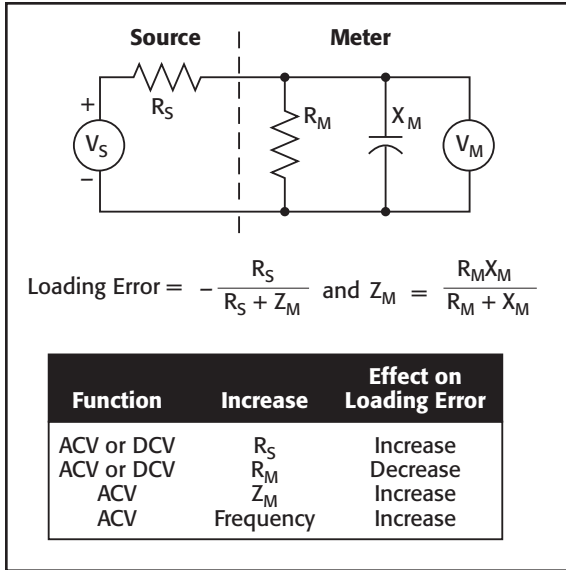 Source Meter
R_S
+
V_S
−
R_M
X_M
V_M
Loading Error = − R_S / (R_S + Z_M) and Z_M = R_M X_M / (R_M + X_M)
Function Increase Effect on Loading Error
ACV or DCV R_S Increase
ACV or DCV R_M Decrease
ACV Z_M Increase
ACV Frequency Increase